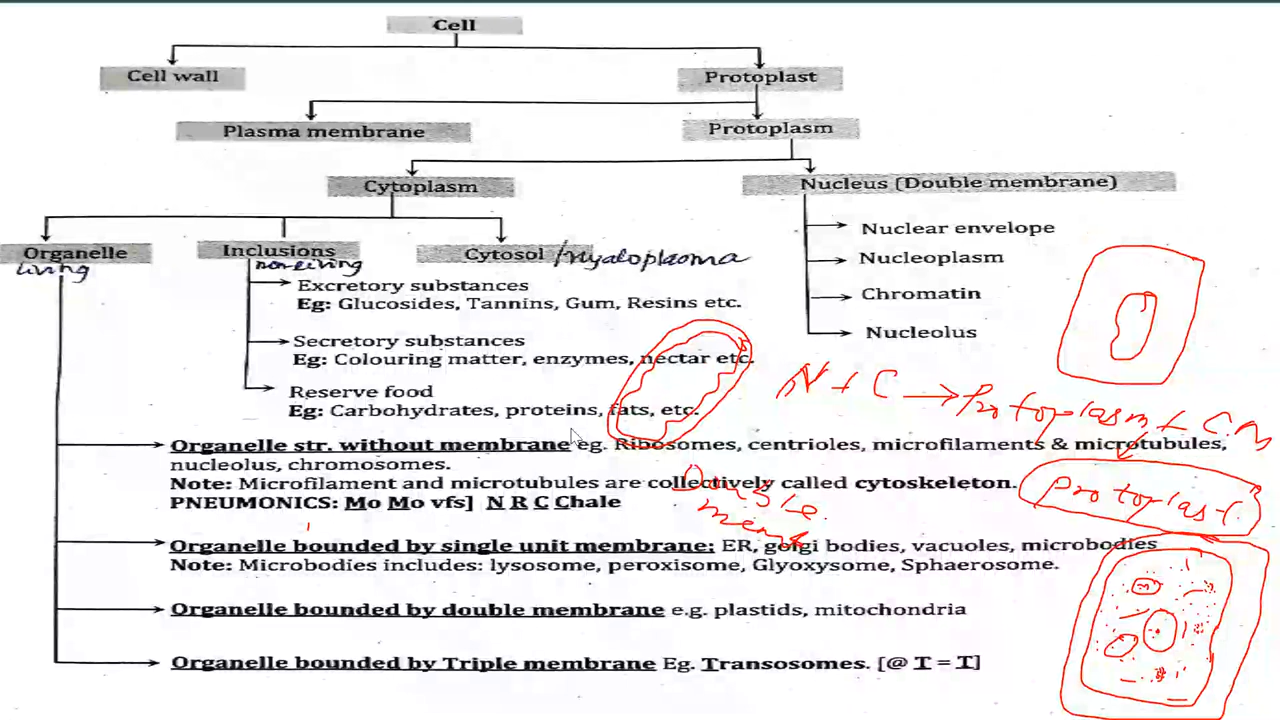 Cell
Cell wall
Protoplast
Plasma membrane
Protoplasm
Cytoplasm
Nucleus (Double membrane)
Nuclear envelope
Nucleoplasm
Chromatin
Nucleolus
Organelle
living
Inclusions
non-living
Cytosol /Hyaloplasma
Excretory substances
Eg: Glucosides, Tannins, Gum, Resins etc.
Secretory substances
Eg: Colouring matter, enzymes, nectar etc.
Reserve food
Eg: Carbohydrates, proteins, fats, etc.
N + C → Protoplasm + C.M
Protoplast
Organelle str. without membrane eg. Ribosomes, centrioles, microfilaments & microtubules,
nucleolus, chromosomes.
Note: Microfilament and microtubules are collectively called cytoskeleton.
PNEUMONICS: Mo Mo vfs] N R C Chale
Double
Organelle bounded by single unit membrane: ER, golgi bodies, vacuoles, microbodies
Note: Microbodies includes: lysosome, peroxisome, Glyoxysome, Sphaerosome.
Organelle bounded by double membrane e.g. plastids, mitochondria
Organelle bounded by Triple membrane Eg. Transosomes. [@ T = T]